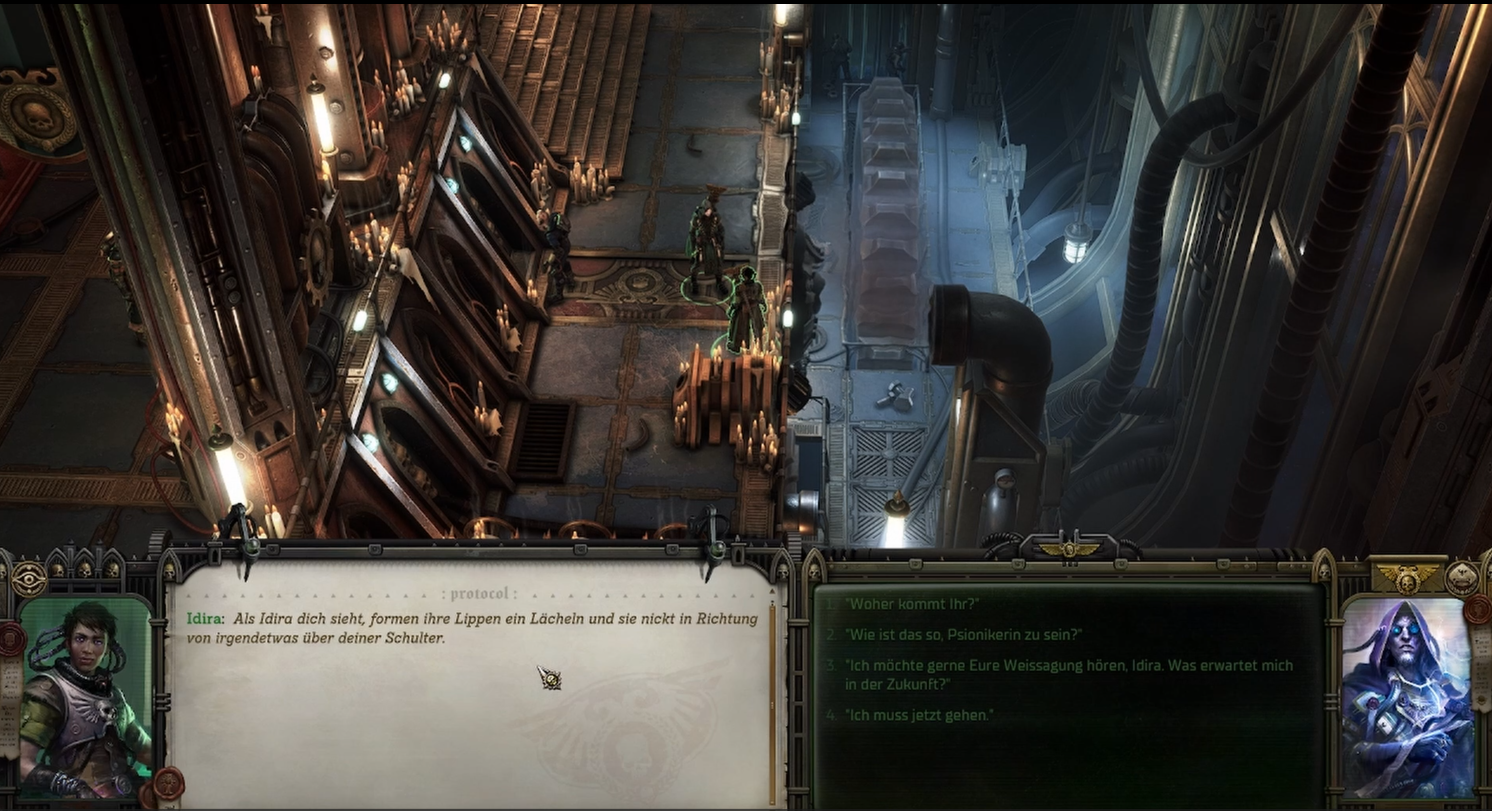 : protocol :
Idira: Als Idira dich sieht, formen ihre Lippen ein Lächeln und sie nickt in Richtung
von irgendetwas über deiner Schulter.
1. "Woher kommt Ihr?"
2. "Wie ist das so, Psionikerin zu sein?"
3. "Ich möchte gerne Eure Weissagung hören, Idira. Was erwartet mich
in der Zukunft?"
4. "Ich muss jetzt gehen."